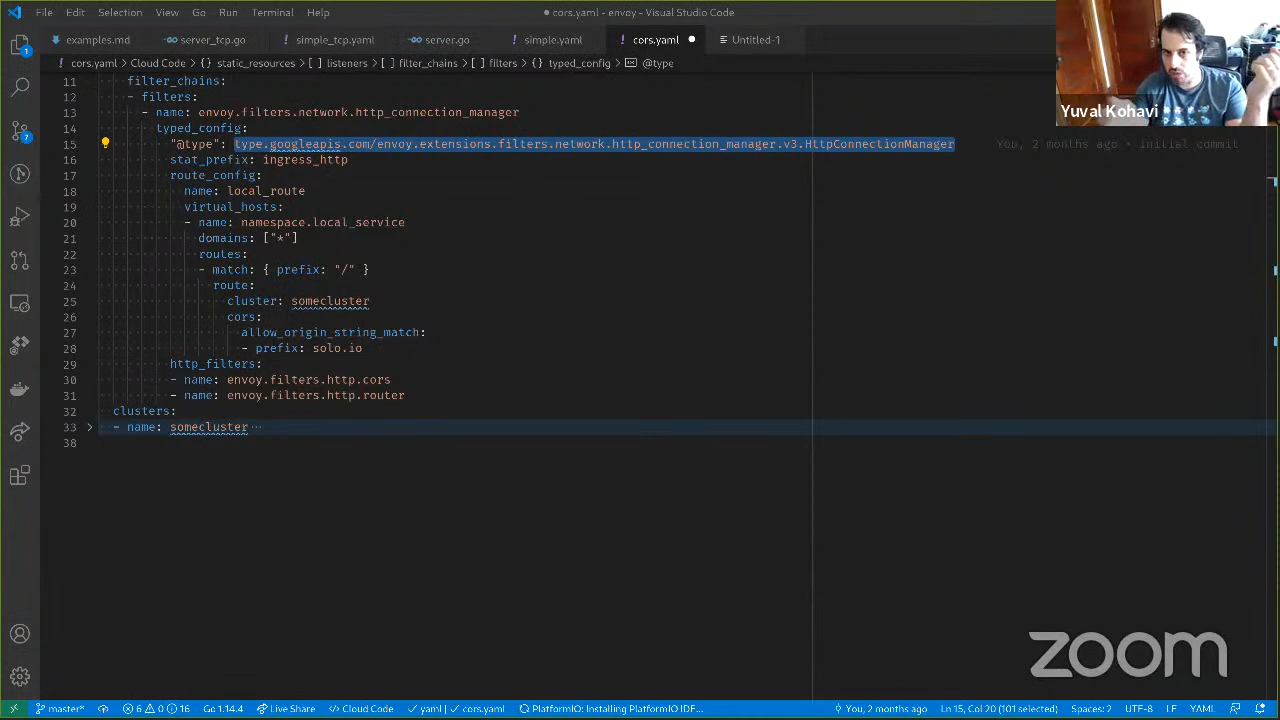 File Edit Selection View Go Run Terminal Help
● cors.yaml - envoy - Visual Studio Code
examples.md server_tcp.go ! simple_tcp.yaml server.go ! simple.yaml ! cors.yaml ● Untitled-1
! cors.yaml › Cloud Code › {} static_resources › [ ] listeners › [ ] filter_chains › [ ] filters › {} typed_config › @type
11 filter_chains:
12 - filters:
13 - name: envoy.filters.network.http_connection_manager
14 typed_config:
15 "@type": type.googleapis.com/envoy.extensions.filters.network.http_connection_manager.v3.HttpConnectionManager You, 2 months ago • Initial commit
16 stat_prefix: ingress_http
17 route_config:
18 name: local_route
19 virtual_hosts:
20 - name: namespace.local_service
21 domains: ["*"]
22 routes:
23 - match: { prefix: "/" }
24 route:
25 cluster: somecluster
26 cors:
27 allow_origin_string_match:
28 - prefix: solo.io
29 http_filters:
30 - name: envoy.filters.http.cors
31 - name: envoy.filters.http.router
32 clusters:
33 - name: somecluster ...
38
1
7
Yuval Kohavi
zoom
master* 6 0 16 Go 1.14.4 Live Share Cloud Code yaml | cors.yaml PlatformIO: Installing PlatformIO IDE... You, 2 months ago Ln 15, Col 20 (101 selected) Spaces: 2 UTF-8 LF YAML